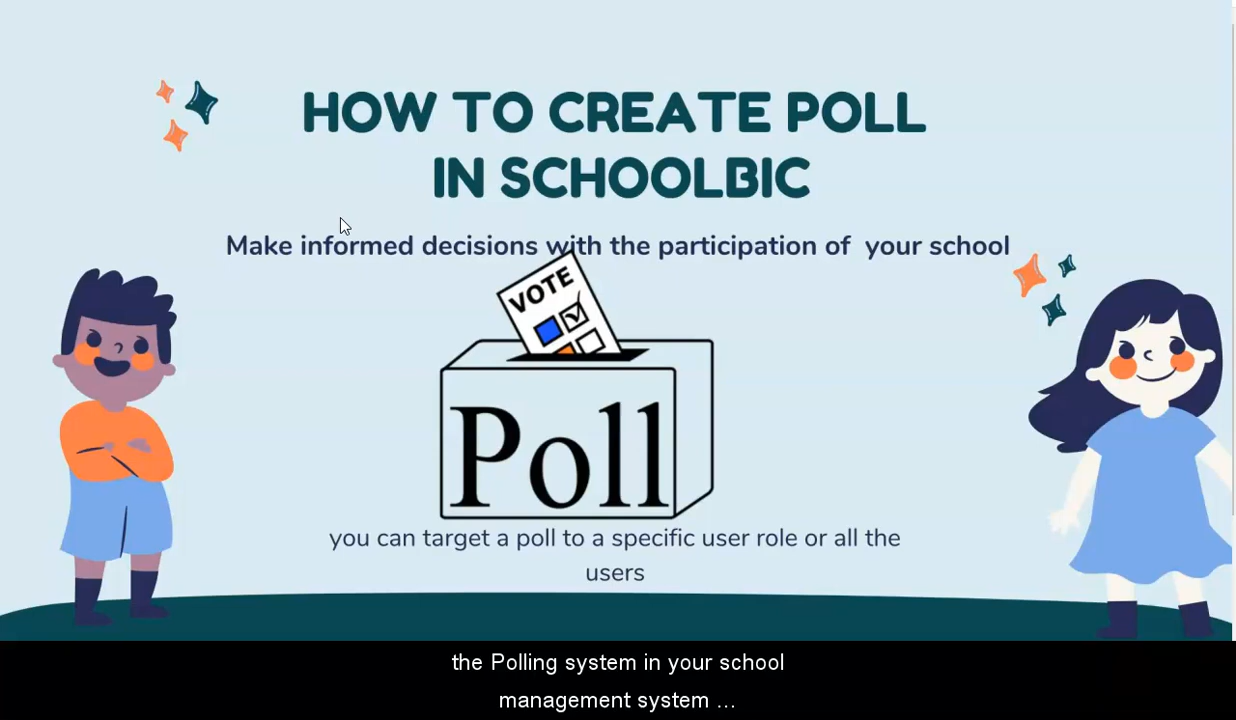 HOW TO CREATE POLL
IN SCHOOLBIC
Make informed decisions with the participation of  your school
VOTE
Poll
you can target a poll to a specific user role or all the
users
the Polling system in your school
management system ...